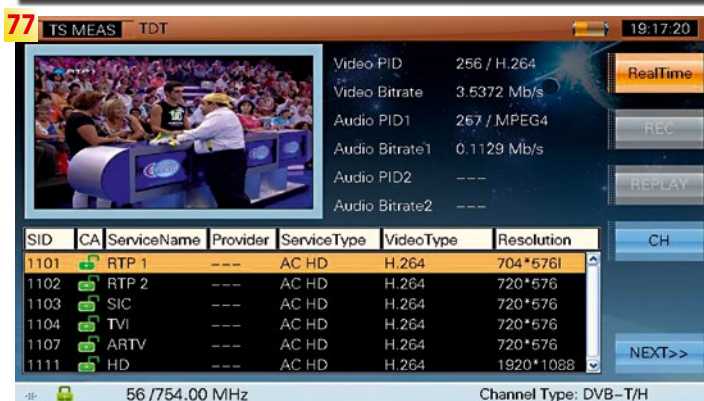 77 TS MEAS TDT 19:17:20
RTP1
Video PID 256 / H.264
Video Bitrate 3.5372 Mb/s
Audio PID1 267 / MPEG4
Audio Bitrate1 0.1129 Mb/s
Audio PID2 ---
Audio Bitrate2 ---
RealTime
REC
REPLAY
CH
NEXT>>
SID CA ServiceName Provider ServiceType VideoType Resolution
1101 RTP 1 --- AC HD H.264 704*576I
1102 RTP 2 --- AC HD H.264 720*576
1103 SIC --- AC HD H.264 720*576
1104 TVI --- AC HD H.264 720*576
1107 ARTV --- AC HD H.264 720*576
1111 HD --- AC HD H.264 1920*1088
56 /754.00 MHz Channel Type: DVB-T/H